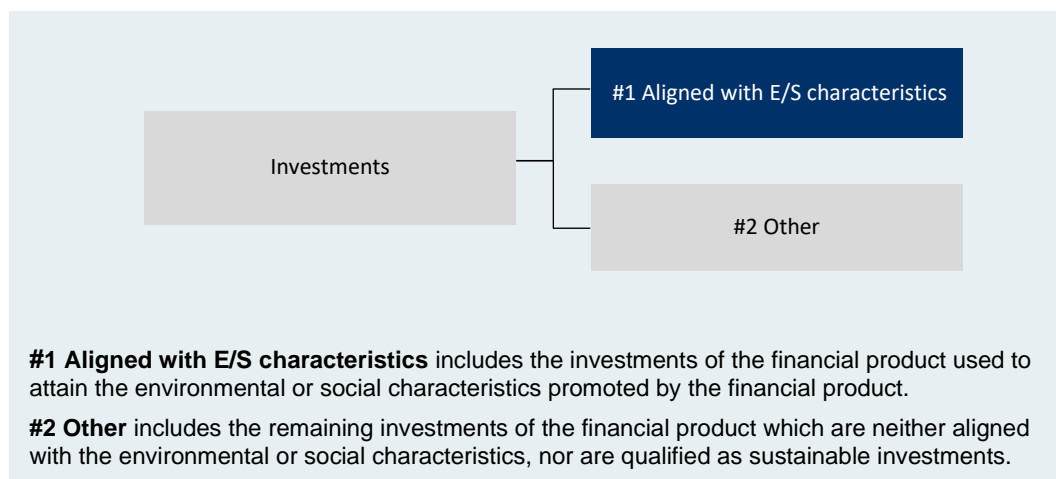 #1 Aligned with E/S characteristics
Investments
#2 Other
#1 Aligned with E/S characteristics includes the investments of the financial product used to
attain the environmental or social characteristics promoted by the financial product.
#2 Other includes the remaining investments of the financial product which are neither aligned
with the environmental or social characteristics, nor are qualified as sustainable investments.